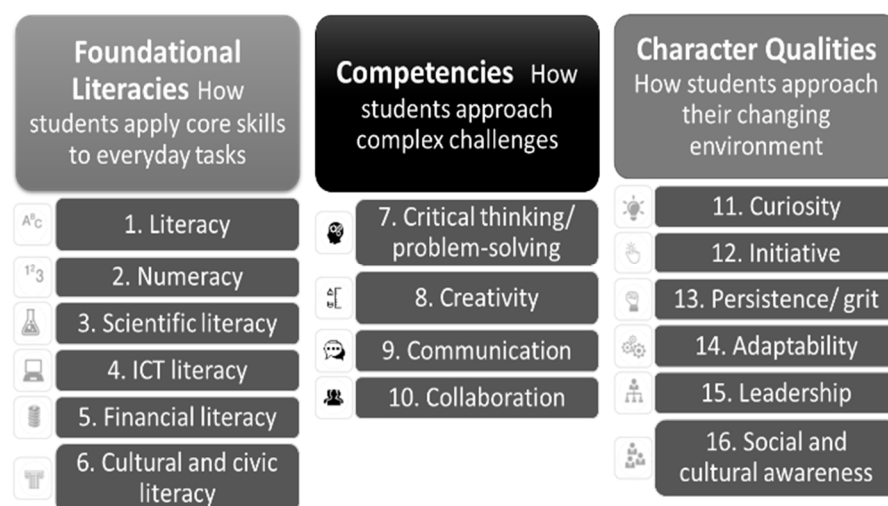 Foundational
Literacies How
students apply core skills
to everyday tasks
AᴮC
1. Literacy
1²3
2. Numeracy
3. Scientific literacy
4. ICT literacy
5. Financial literacy
6. Cultural and civic
literacy
Competencies How
students approach
complex challenges
7. Critical thinking/
problem-solving
8. Creativity
9. Communication
10. Collaboration
Character Qualities
How students approach
their changing
environment
11. Curiosity
12. Initiative
13. Persistence/ grit
14. Adaptability
15. Leadership
16. Social and
cultural awareness